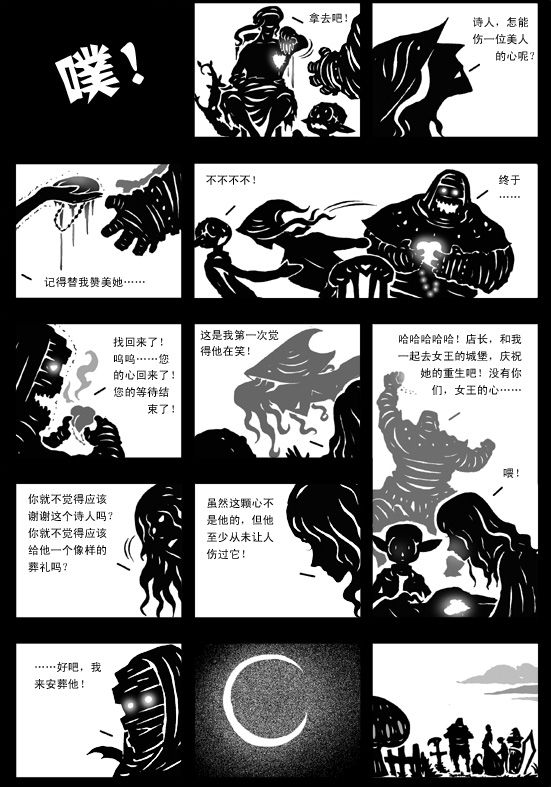 噗！
拿去吧！
诗人，怎能
伤一位美人
的心呢？
记得替我赞美她……
不不不不！
终于
……
找回来了！
呜呜……您
的心回来了！
您的等待结
束了！
这是我第一次觉
得他在笑！
哈哈哈哈哈！店长，和我
一起去女王的城堡，庆祝
她的重生吧！没有你
们，女王的心……
喂！
你就不觉得应该
谢谢这个诗人吗？
你就不觉得应该
给他一个像样的
葬礼吗？
虽然这颗心不
是他的，但他
至少从未让人
伤过它！
……好吧，我
来安葬他！